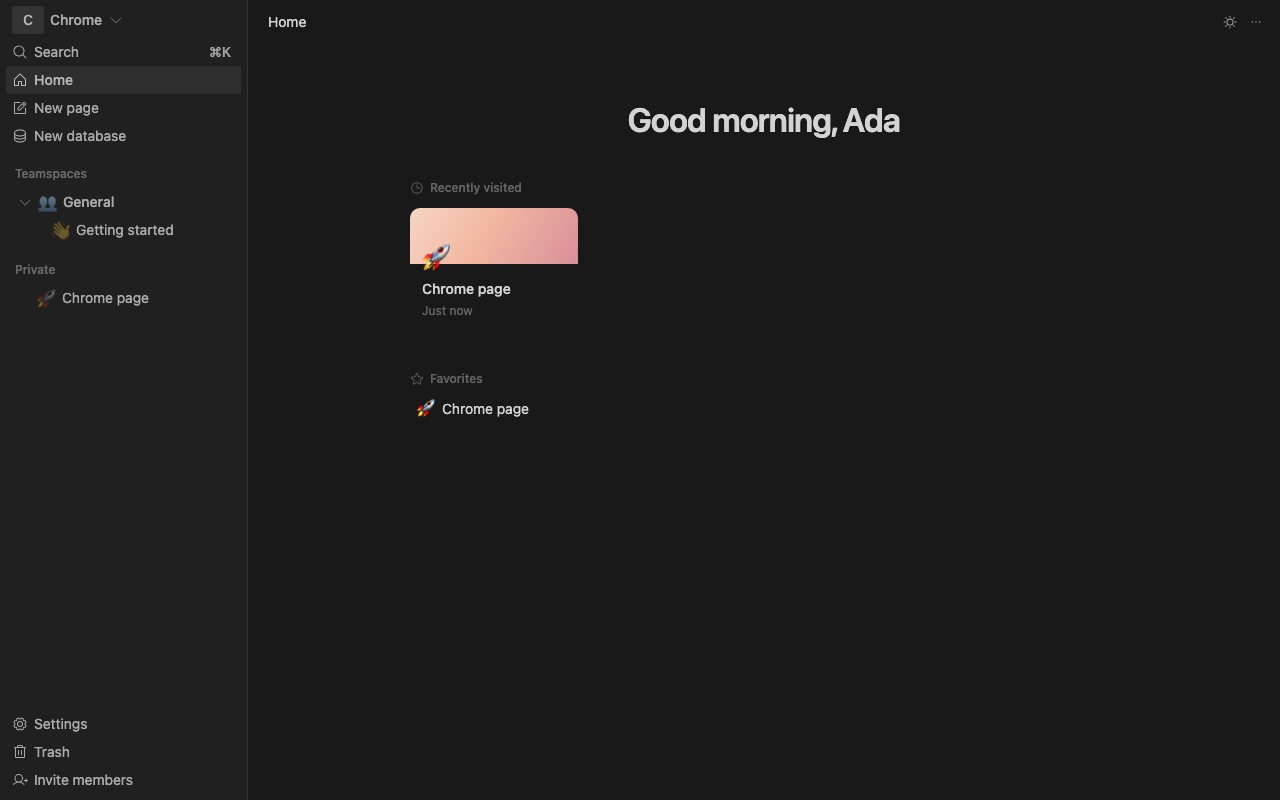 C Chrome
Search ⌘K
Home
New page
New database
Teamspaces
General
Getting started
Private
Chrome page
Settings
Trash
Invite members
Home
Good morning, Ada
Recently visited
Chrome page
Just now
Favorites
Chrome page